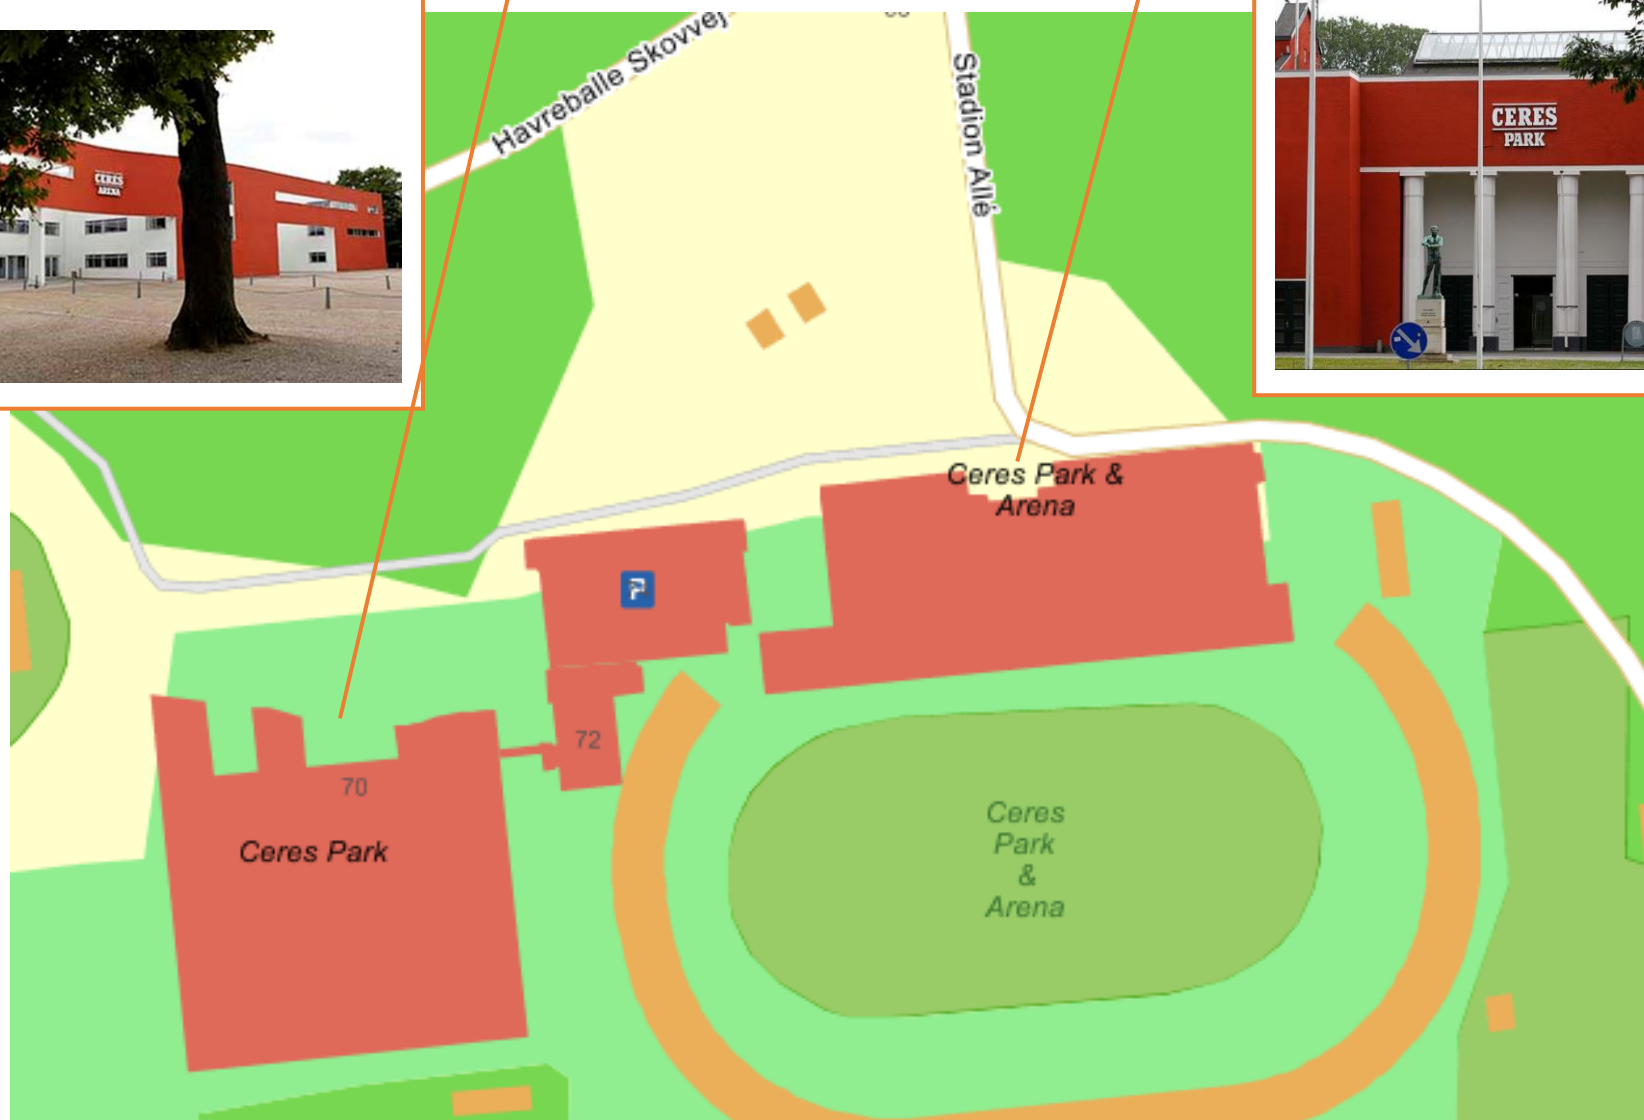 Havreballe Skovvej
Stadion Allé
CERES
ARENA
CERES
PARK
Ceres Park &
Arena
72
70
Ceres Park
Ceres
Park
&
Arena